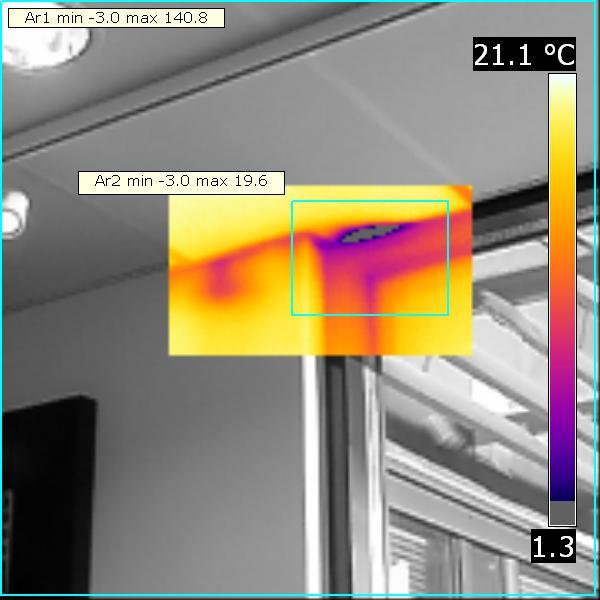 Ar1 min -3.0 max 140.8
21.1 °C
Ar2 min -3.0 max 19.6
1.3